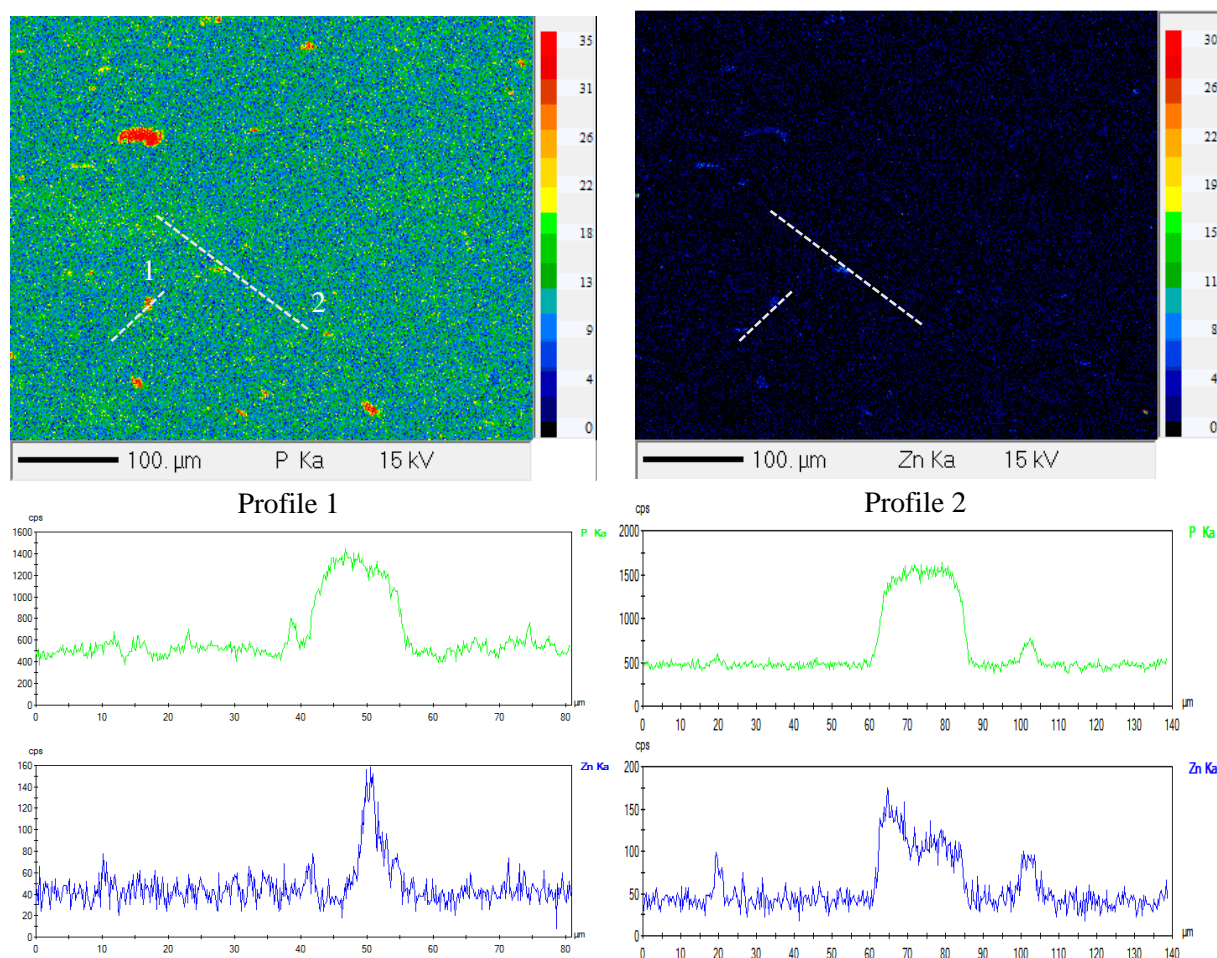 35
31
26
22
18
13
9
4
0
1
2
100. µm P Ka 15 kV
30
26
23
19
15
11
8
4
0
100. µm Zn Ka 15 kV
Profile 1
cps
P Ka
1600
1400
1200
1000
800
600
400
200
0
0 10 20 30 40 50 60 70 80
µm
cps
Zn Ka
160
140
120
100
80
60
40
20
0
0 10 20 30 40 50 60 70 80
µm
Profile 2
cps
P Ka
2000
1500
1000
500
0
0 10 20 30 40 50 60 70 80 90 100 110 120 130 140
µm
cps
Zn Ka
200
150
100
50
0
0 10 20 30 40 50 60 70 80 90 100 110 120 130 140
µm